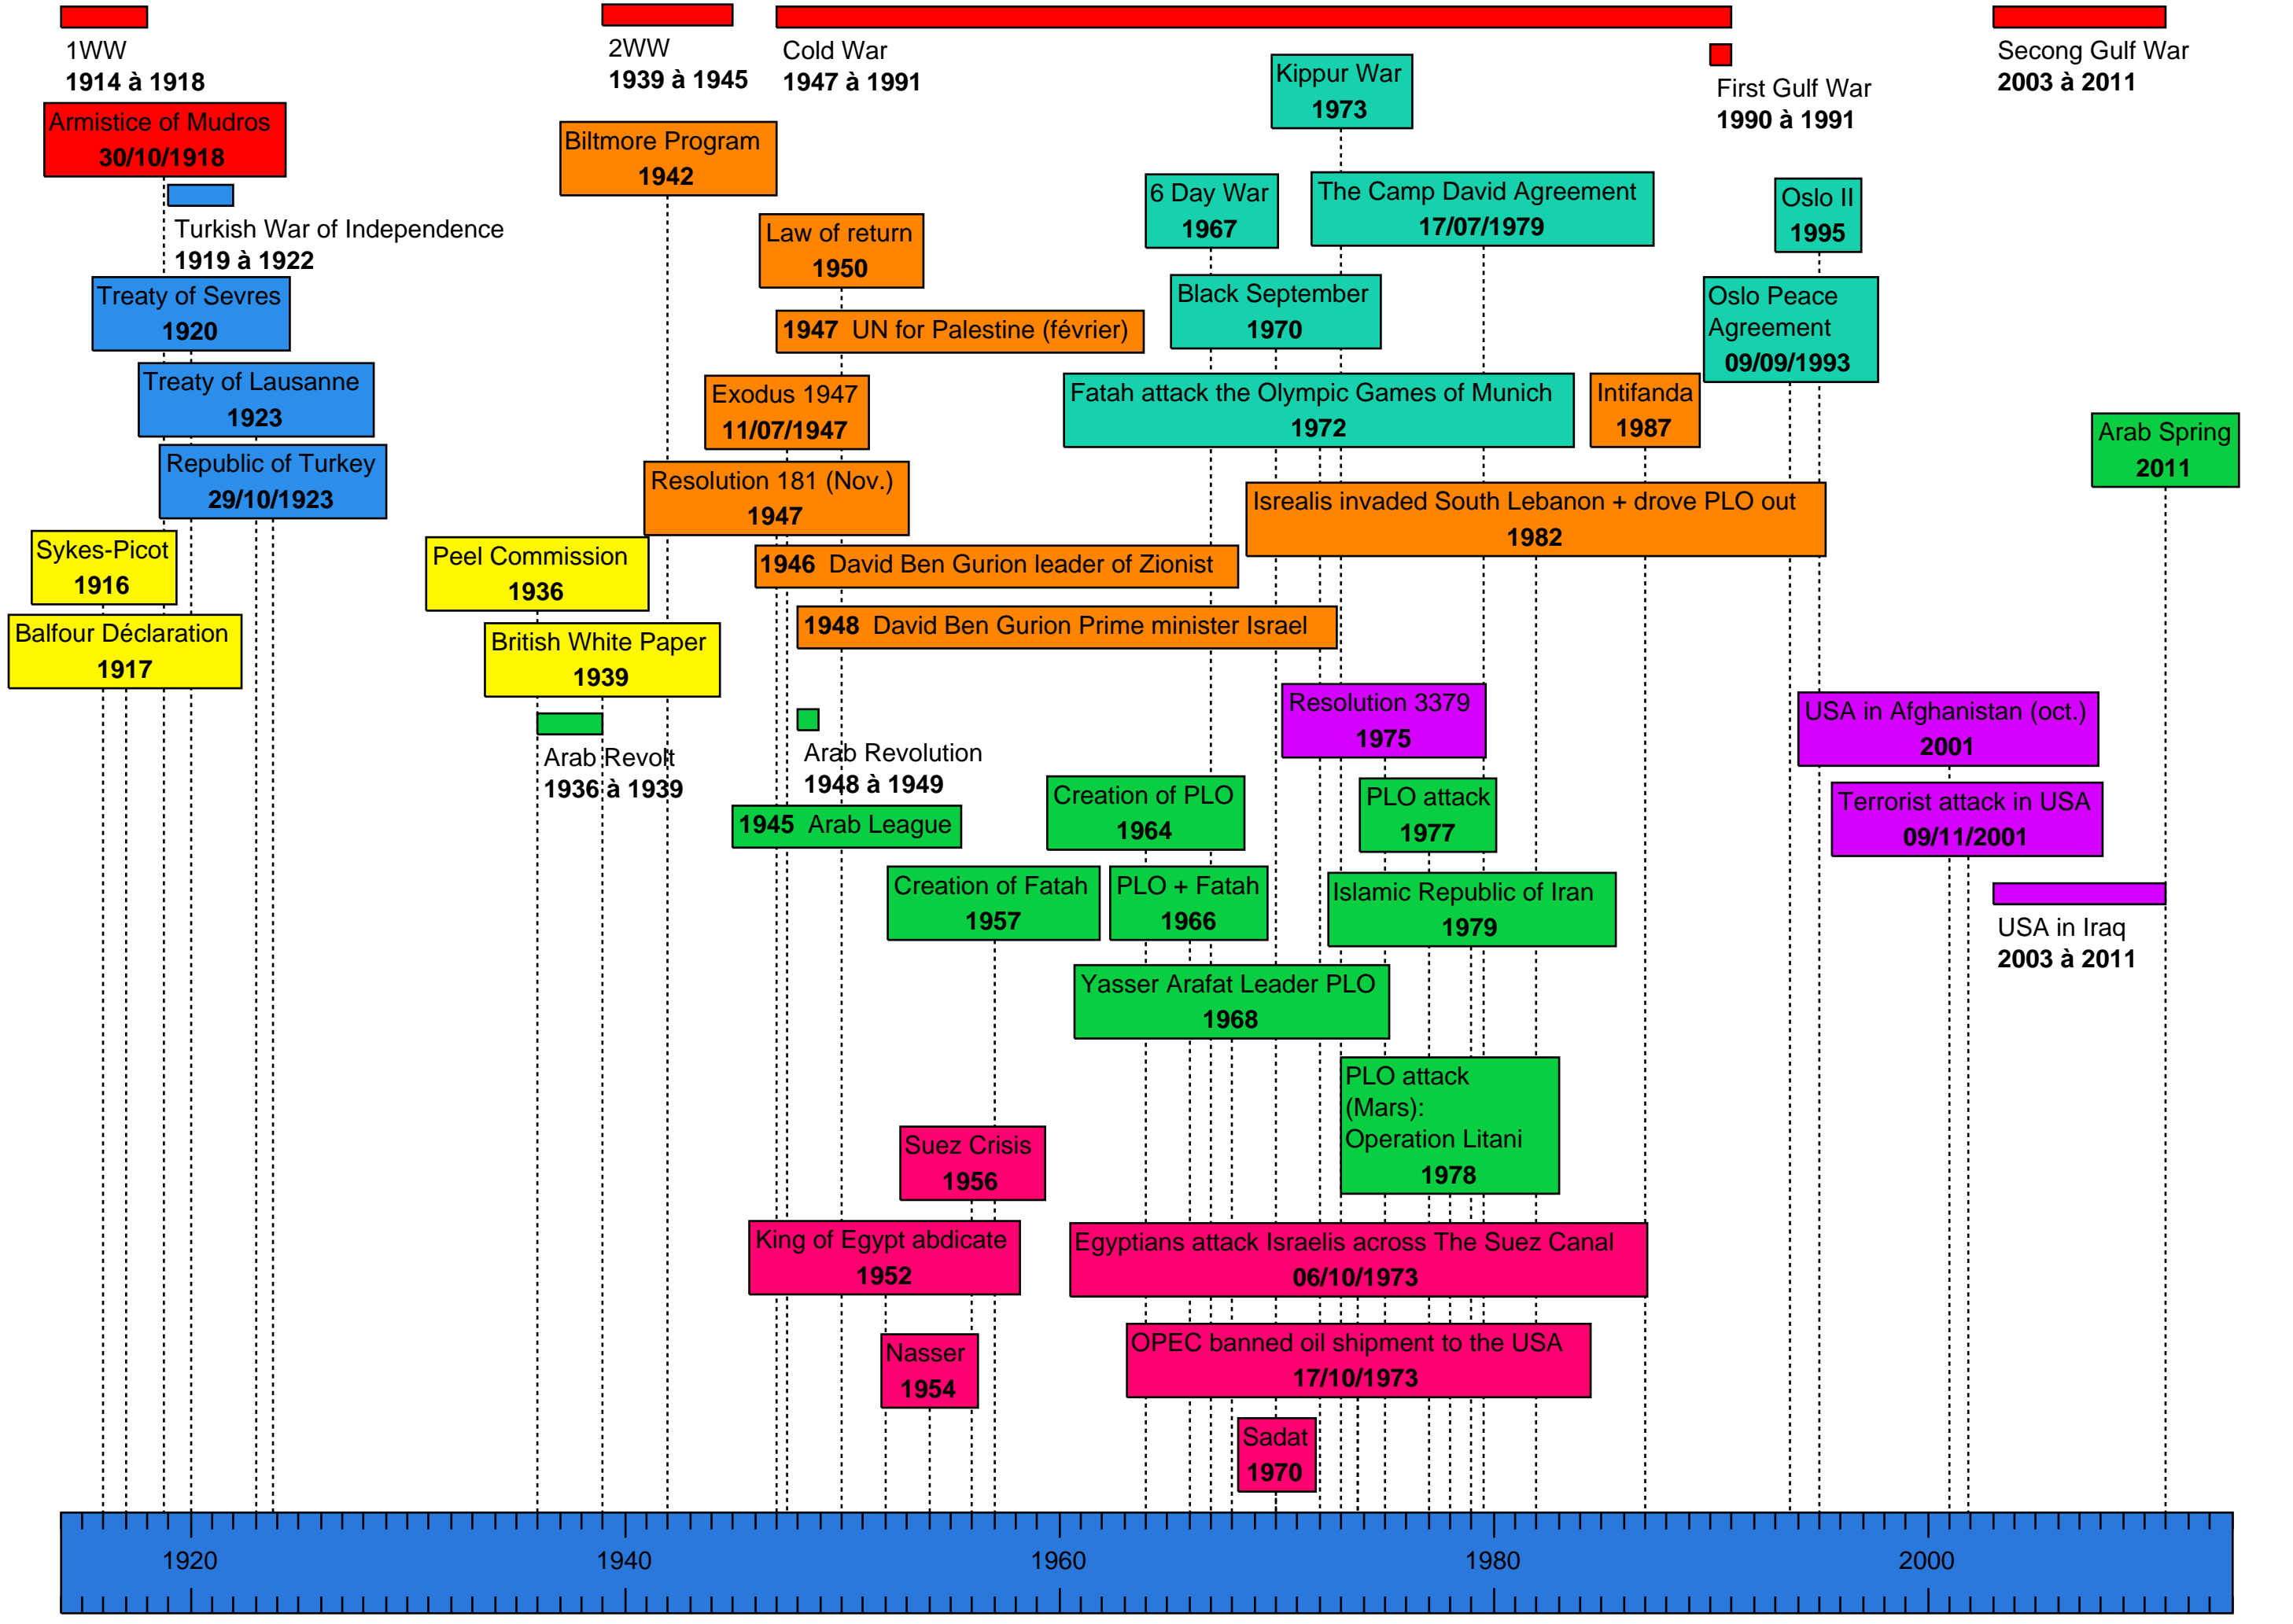 1WW
1914 à 1918
2WW
1939 à 1945
Cold War
1947 à 1991
First Gulf War
1990 à 1991
Secong Gulf War
2003 à 2011
Armistice of Mudros
30/10/1918
Turkish War of Independence
1919 à 1922
Treaty of Sevres
1920
Treaty of Lausanne
1923
Republic of Turkey
29/10/1923
Sykes-Picot
1916
Balfour Déclaration
1917
Biltmore Program
1942
Law of return
1950
1947 UN for Palestine (février)
Exodus 1947
11/07/1947
Resolution 181 (Nov.)
1947
Peel Commission
1936
1946 David Ben Gurion leader of Zionist
1948 David Ben Gurion Prime minister Israel
British White Paper
1939
Arab Revolt
1936 à 1939
Arab Revolution
1948 à 1949
1945 Arab League
Kippur War
1973
6 Day War
1967
The Camp David Agreement
17/07/1979
Oslo II
1995
Black September
1970
Oslo Peace
Agreement
09/09/1993
Fatah attack the Olympic Games of Munich
1972
Intifanda
1987
Arab Spring
2011
Isrealis invaded South Lebanon + drove PLO out
1982
Resolution 3379
1975
USA in Afghanistan (oct.)
2001
Terrorist attack in USA
09/11/2001
USA in Iraq
2003 à 2011
Creation of PLO
1964
PLO attack
1977
Creation of Fatah
1957
PLO + Fatah
1966
Islamic Republic of Iran
1979
Yasser Arafat Leader PLO
1968
PLO attack
(Mars):
Operation Litani
1978
Suez Crisis
1956
King of Egypt abdicate
1952
Egyptians attack Israelis across The Suez Canal
06/10/1973
Nasser
1954
OPEC banned oil shipment to the USA
17/10/1973
Sadat
1970
1920
1940
1960
1980
2000